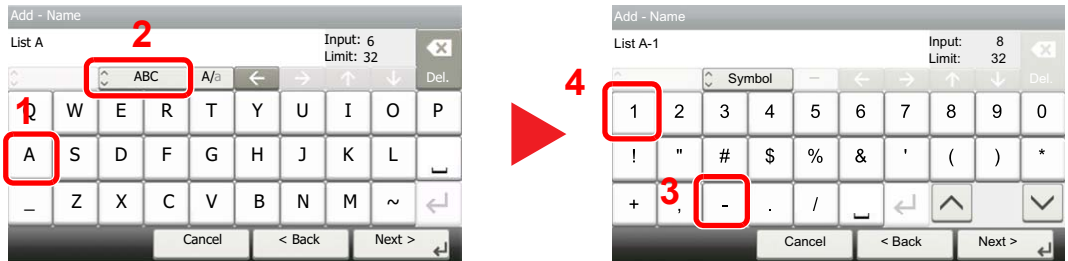 Add - Name
List A
Input: 6
Limit: 32
2
ABC
A/a
Del.
1
Q W E R T Y U I O P
A S D F G H J K L
_ Z X C V B N M ~
Cancel
< Back
Next >
Add - Name
List A-1
Input: 8
Limit: 32
4
Symbol
Del.
1 2 3 4 5 6 7 8 9 0
! " # $ % & ' ( ) *
3
+ , - . /
Cancel
< Back
Next >